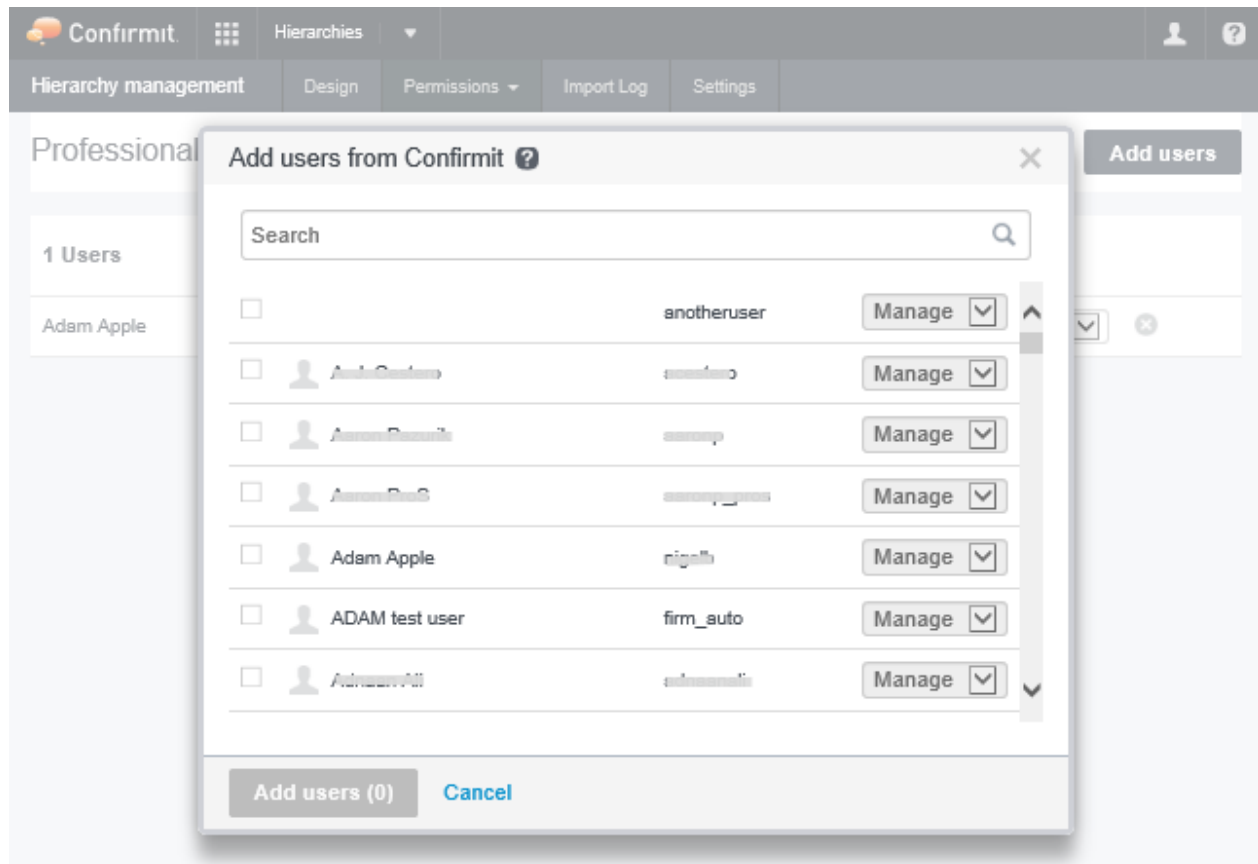 Confirmit. Hierarchies
Hierarchy management Design Permissions Import Log Settings
Professional
Add users from Confirmit
Add users
Search
1 Users
anotheruser Manage
Manage
Manage
Manage
Adam Apple
Adam Apple Manage
ADAM test user firm_auto Manage
Manage
Add users (0) Cancel